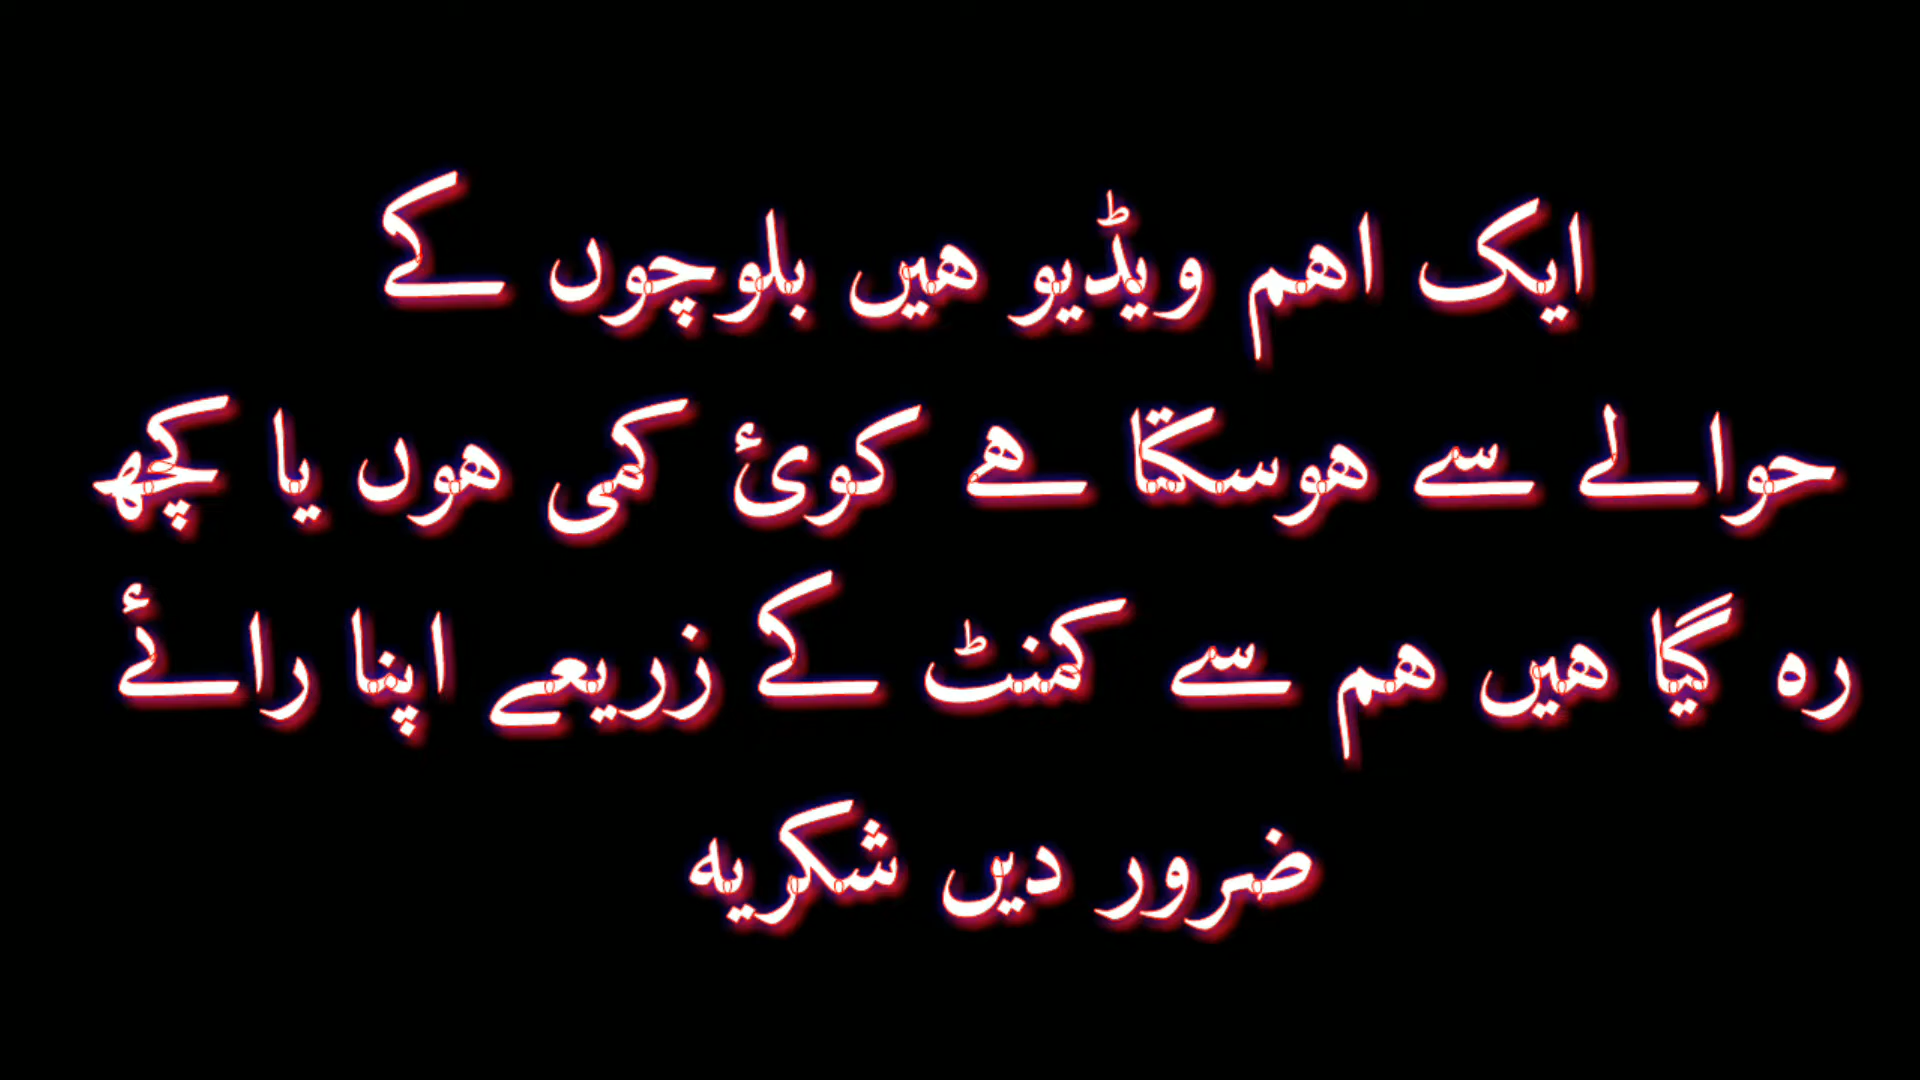 ایک اھم ویڈیو ھیں بلوچوں کے
حوالے سے ھوسکتا ھے کوئ کمی ھوں یا کچھ
رہ گیا ھیں ھم سے کمنٹ کے زریعے اپنا رائے
ضرور دیں شکریہ